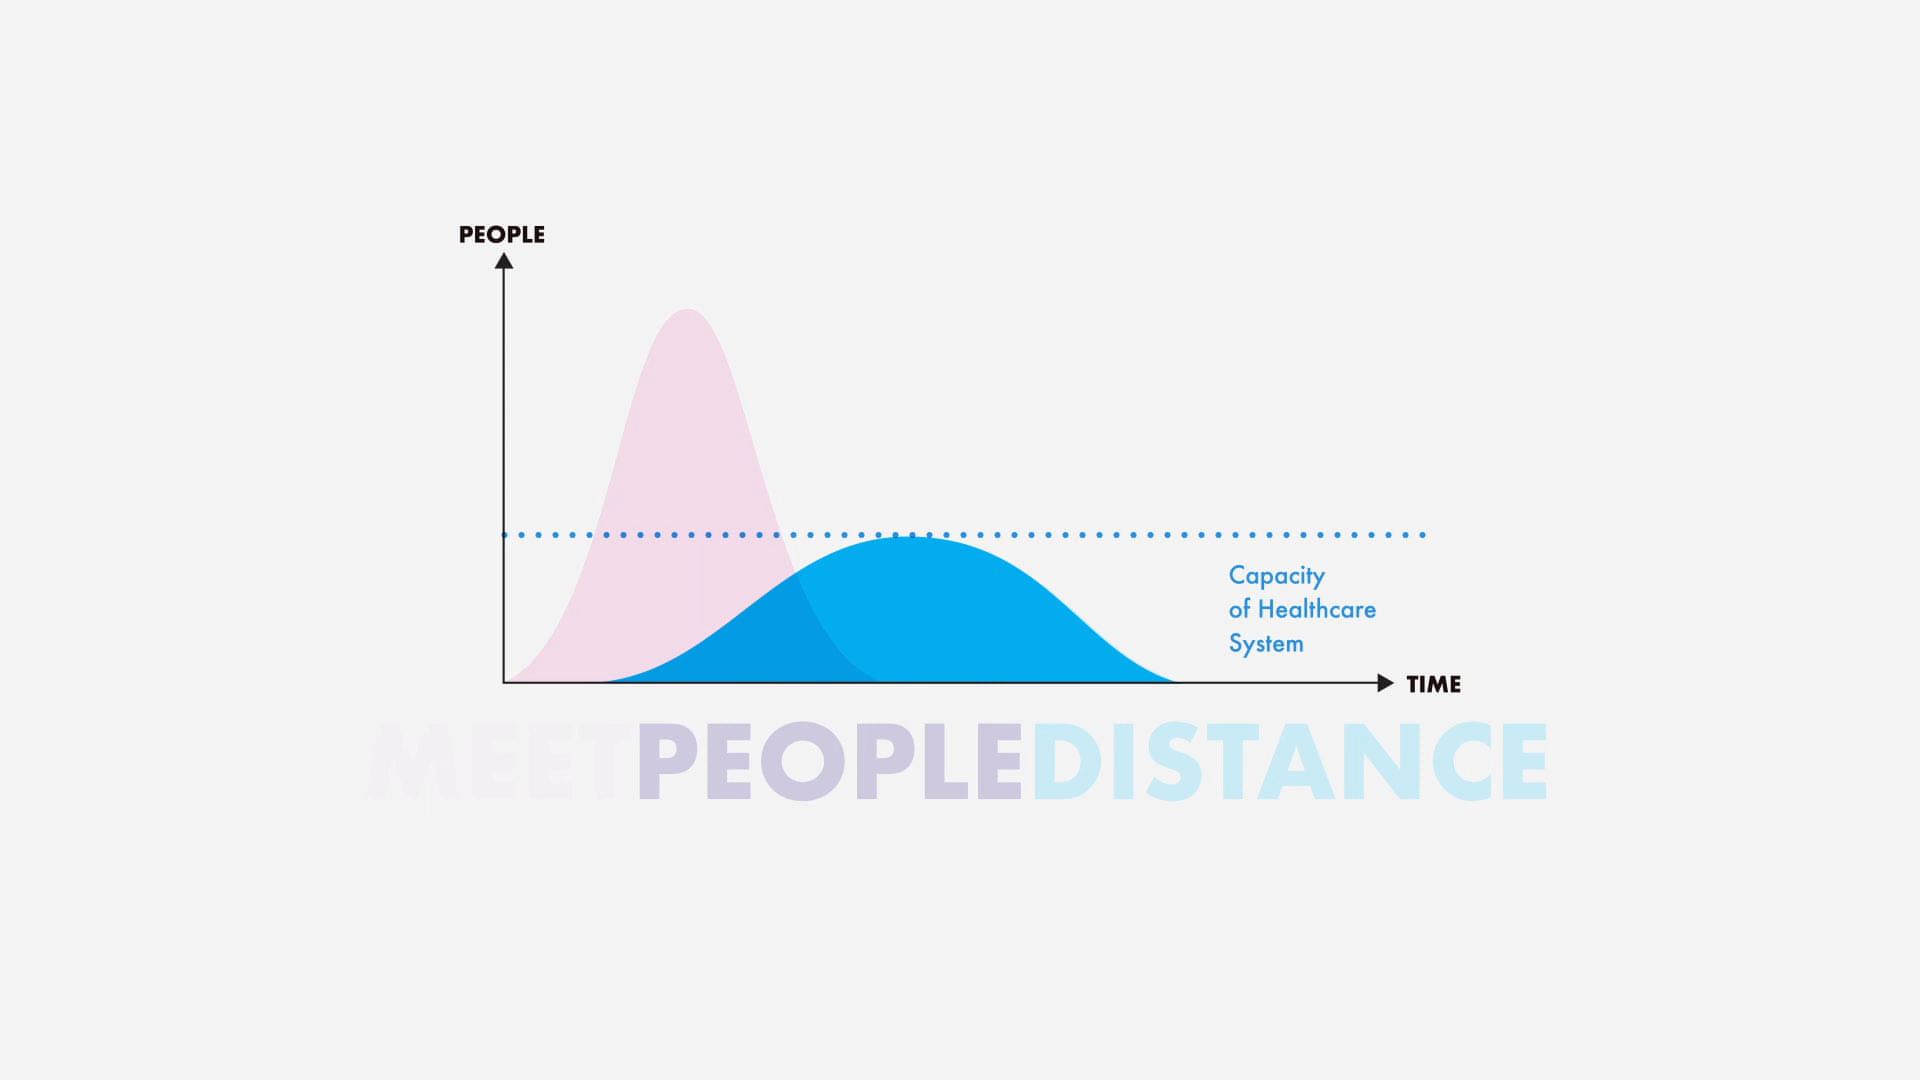 PEOPLE
Capacity
of Healthcare
System
TIME
MEETPEOPLEDISTANCE